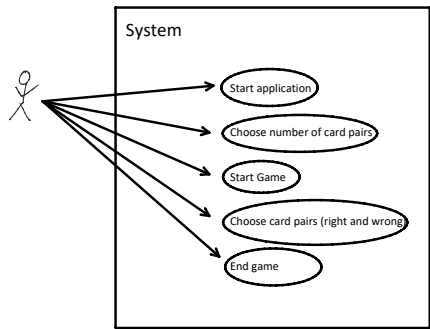 System
Start application
Choose number of card pairs
Start Game
Choose card pairs (right and wrong)
End game